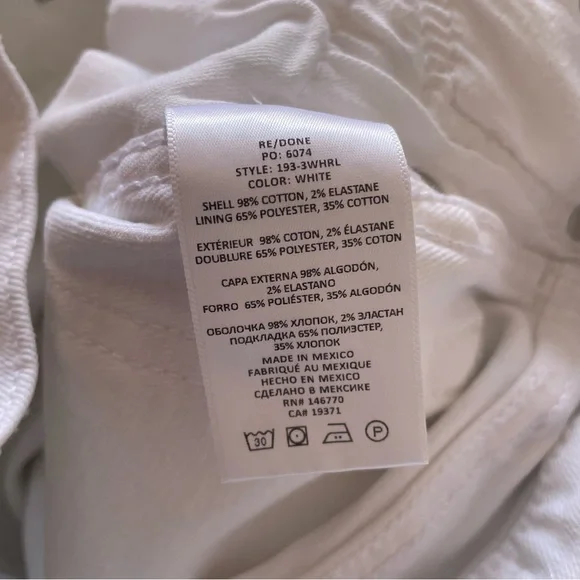 RE/DONE
PO: 6074
STYLE: 193-3WHRL
COLOR: WHITE
SHELL 98% COTTON, 2% ELASTANE
LINING 65% POLYESTER, 35% COTTON
EXTÉRIEUR 98% COTON, 2% ÉLASTANE
DOUBLURE 65% POLYESTER, 35% COTON
CAPA EXTERNA 98% ALGODÓN,
2% ELASTANO
FORRO 65% POLIÉSTER, 35% ALGODÓN
ОБОЛОЧКА 98% ХЛОПОК, 2% ЭЛАСТАН
ПОДКЛАДКА 65% ПОЛИЭСТЕР,
35% ХЛОПОК
MADE IN MEXICO
FABRIQUÉ AU MEXIQUE
HECHO EN MÉXICO
СДЕЛАНО В МЕКСИКЕ
RN# 146770
CA# 19371
30 P